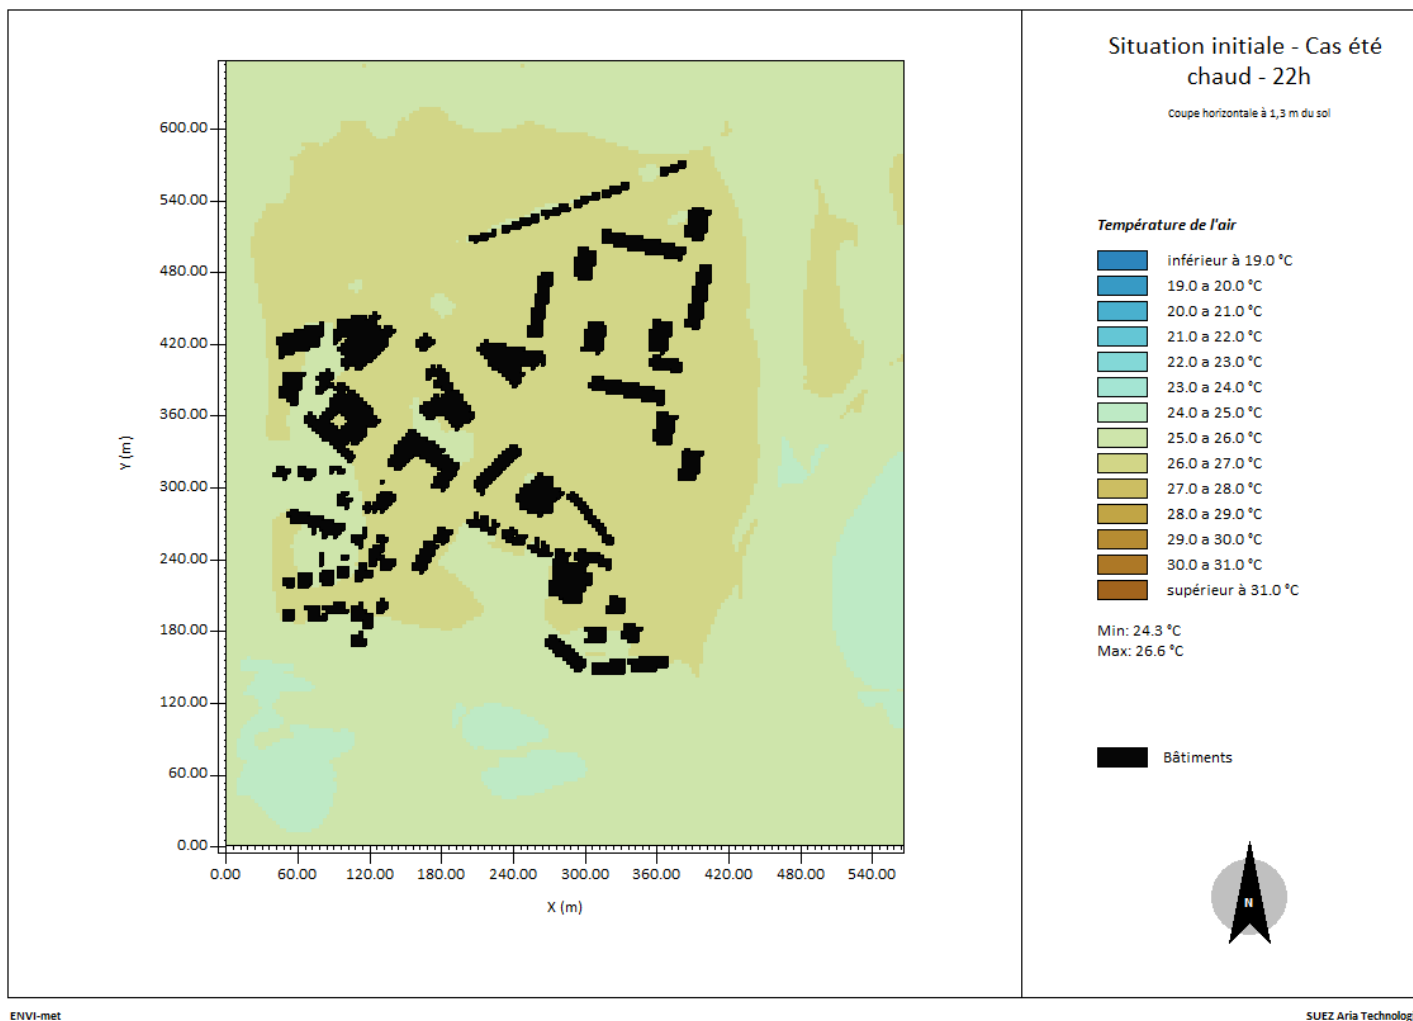 Situation initiale - Cas été
chaud - 22h
Coupe horizontale à 1,3 m du sol
600.00
540.00
480.00
420.00
360.00
300.00
240.00
180.00
120.00
60.00
0.00
Y (m)
0.00 60.00 120.00 180.00 240.00 300.00 360.00 420.00 480.00 540.00
X (m)
Température de l'air
inférieur à 19.0 °C
19.0 a 20.0 °C
20.0 a 21.0 °C
21.0 a 22.0 °C
22.0 a 23.0 °C
23.0 a 24.0 °C
24.0 a 25.0 °C
25.0 a 26.0 °C
26.0 a 27.0 °C
27.0 a 28.0 °C
28.0 a 29.0 °C
29.0 a 30.0 °C
30.0 a 31.0 °C
supérieur à 31.0 °C
Min: 24.3 °C
Max: 26.6 °C
Bâtiments
N
ENVI-met
SUEZ Aria Technolog